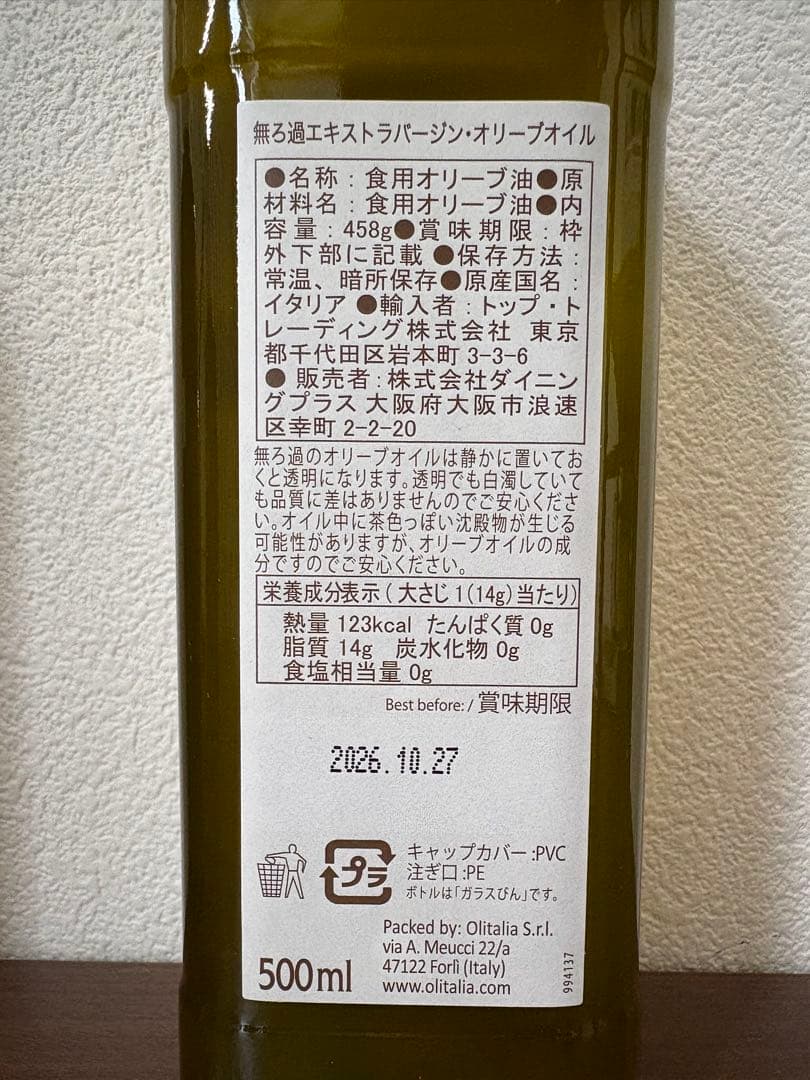 無ろ過エキストラバージン・オリーブオイル
●名称：食用オリーブ油●原
材料名：食用オリーブ油●内
容量：458g●賞味期限：枠
外下部に記載 ●保存方法：
常温、暗所保存●原産国名：
イタリア ●輸入者：トップ・ト
レーディング株式会社 東京
都千代田区岩本町 3-3-6
● 販売者：株式会社ダイニン
グプラス 大阪府大阪市浪速
区幸町 2-2-20
無ろ過のオリーブオイルは静かに置いてお
くと透明になります。透明でも白濁していて
も品質に差はありませんのでご安心くださ
い。オイル中に茶色っぽい沈殿物が生じる
可能性がありますが、オリーブオイルの成
分ですのでご安心ください。
栄養成分表示（大さじ 1（14g）当たり）
熱量 123kcal たんぱく質 0g
脂質 14g 炭水化物 0g
食塩相当量 0g
Best before: / 賞味期限
2026.10.27
プラ
キャップカバー :PVC
注ぎ口 :PE
ボトルは「ガラスびん」です。
Packed by: Olitalia S.r.l.
via A. Meucci 22/a
47122 Forlì (Italy)
www.olitalia.com
500ml
994137